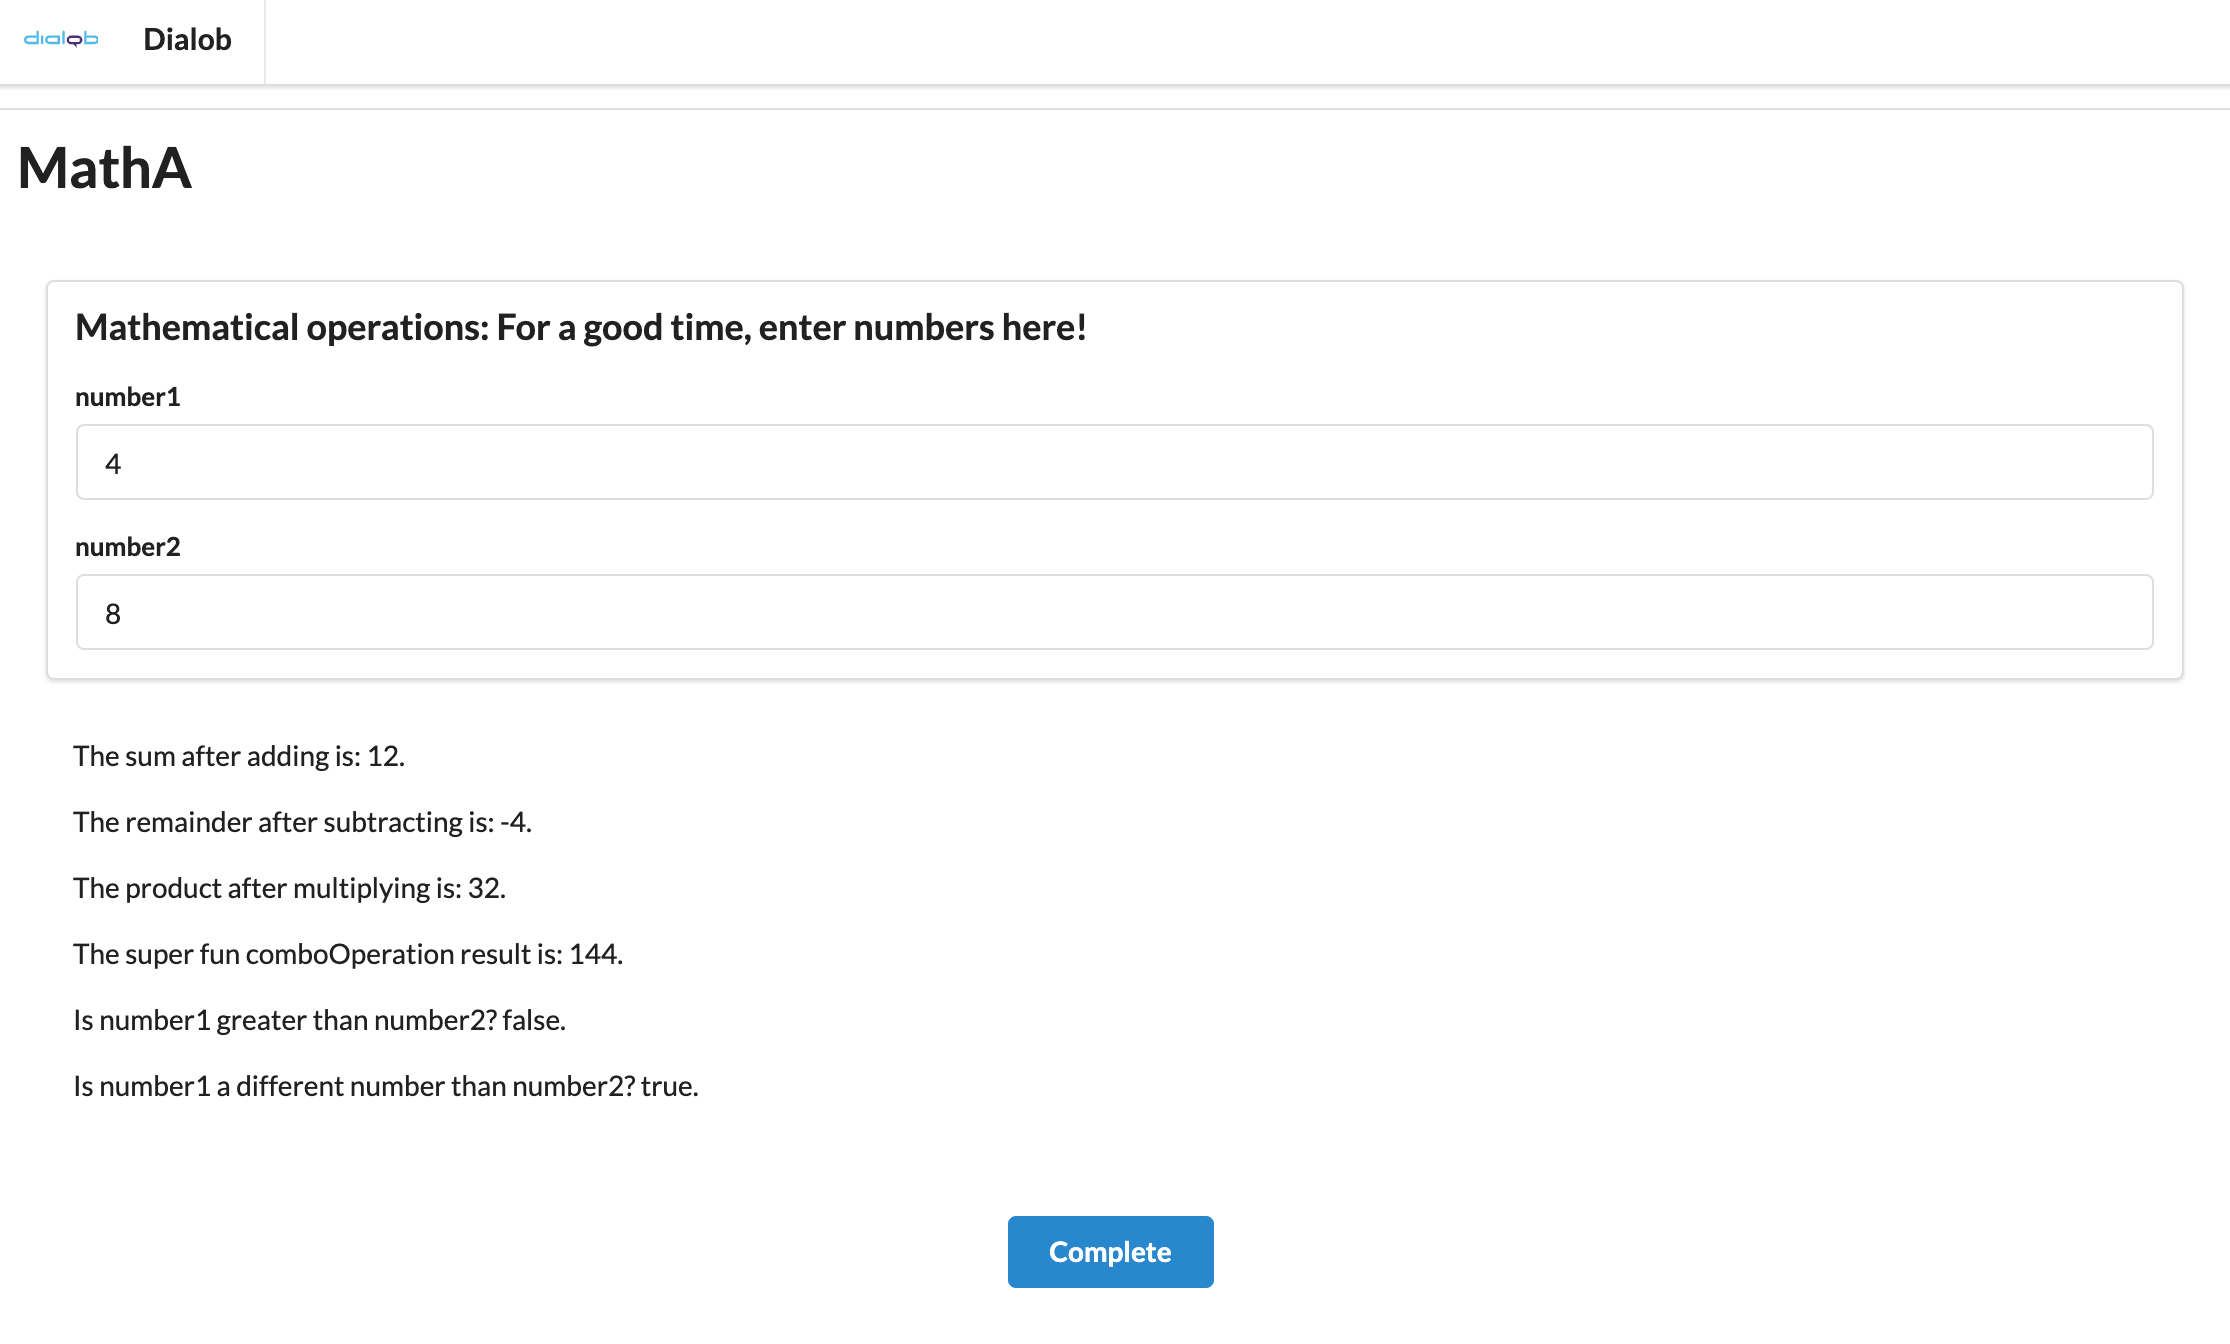 dialob Dialob
MathA
Mathematical operations: For a good time, enter numbers here!
number1
4
number2
8
The sum after adding is: 12.
The remainder after subtracting is: -4.
The product after multiplying is: 32.
The super fun comboOperation result is: 144.
Is number1 greater than number2? false.
Is number1 a different number than number2? true.
Complete